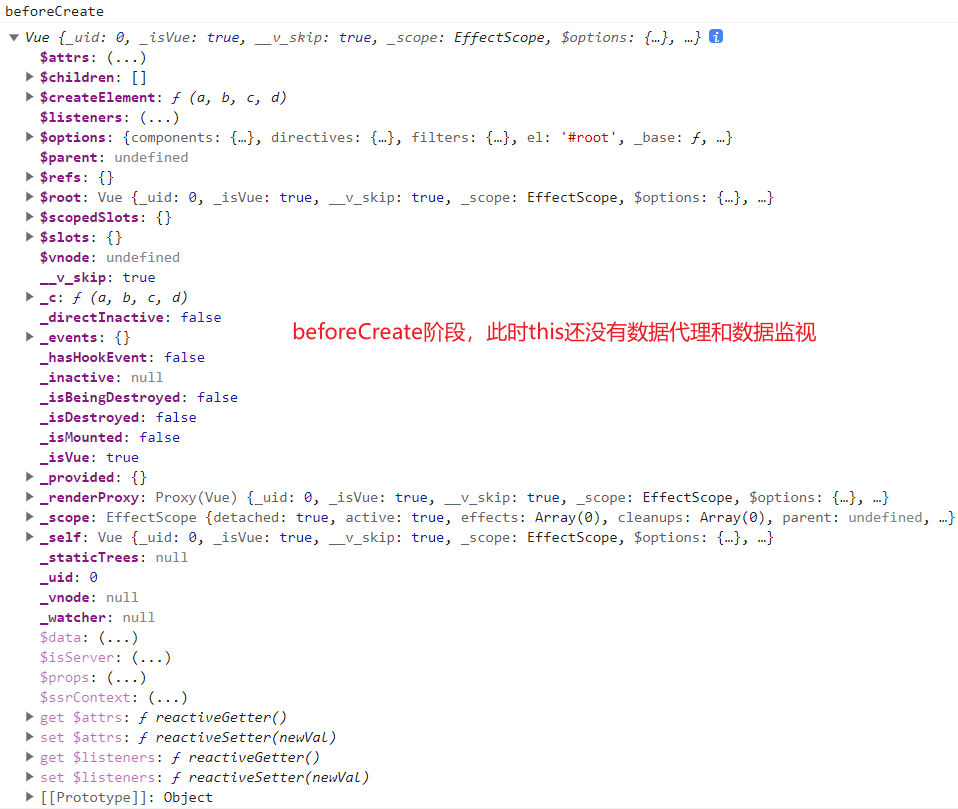 beforeCreate
▼ Vue {_uid: 0, _isVue: true, __v_skip: true, _scope: EffectScope, $options: {…}, …} i
$attrs: (...)
▶ $children: []
▶ $createElement: ƒ (a, b, c, d)
$listeners: (...)
▶ $options: {components: {…}, directives: {…}, filters: {…}, el: '#root', _base: ƒ, …}
$parent: undefined
▶ $refs: {}
▶ $root: Vue {_uid: 0, _isVue: true, __v_skip: true, _scope: EffectScope, $options: {…}, …}
▶ $scopedSlots: {}
▶ $slots: {}
$vnode: undefined
__v_skip: true
▶ _c: ƒ (a, b, c, d)
_directInactive: false
▶ _events: {}
beforeCreate阶段，此时this还没有数据代理和数据监视
_hasHookEvent: false
_inactive: null
_isBeingDestroyed: false
_isDestroyed: false
_isMounted: false
_isVue: true
▶ _provided: {}
▶ _renderProxy: Proxy(Vue) {_uid: 0, _isVue: true, __v_skip: true, _scope: EffectScope, $options: {…}, …}
▶ _scope: EffectScope {detached: true, active: true, effects: Array(0), cleanups: Array(0), parent: undefined, …}
▶ _self: Vue {_uid: 0, _isVue: true, __v_skip: true, _scope: EffectScope, $options: {…}, …}
_staticTrees: null
_uid: 0
_vnode: null
_watcher: null
$data: (...)
$isServer: (...)
$props: (...)
$ssrContext: (...)
▶ get $attrs: ƒ reactiveGetter()
▶ set $attrs: ƒ reactiveSetter(newVal)
▶ get $listeners: ƒ reactiveGetter()
▶ set $listeners: ƒ reactiveSetter(newVal)
▶ [[Prototype]]: Object